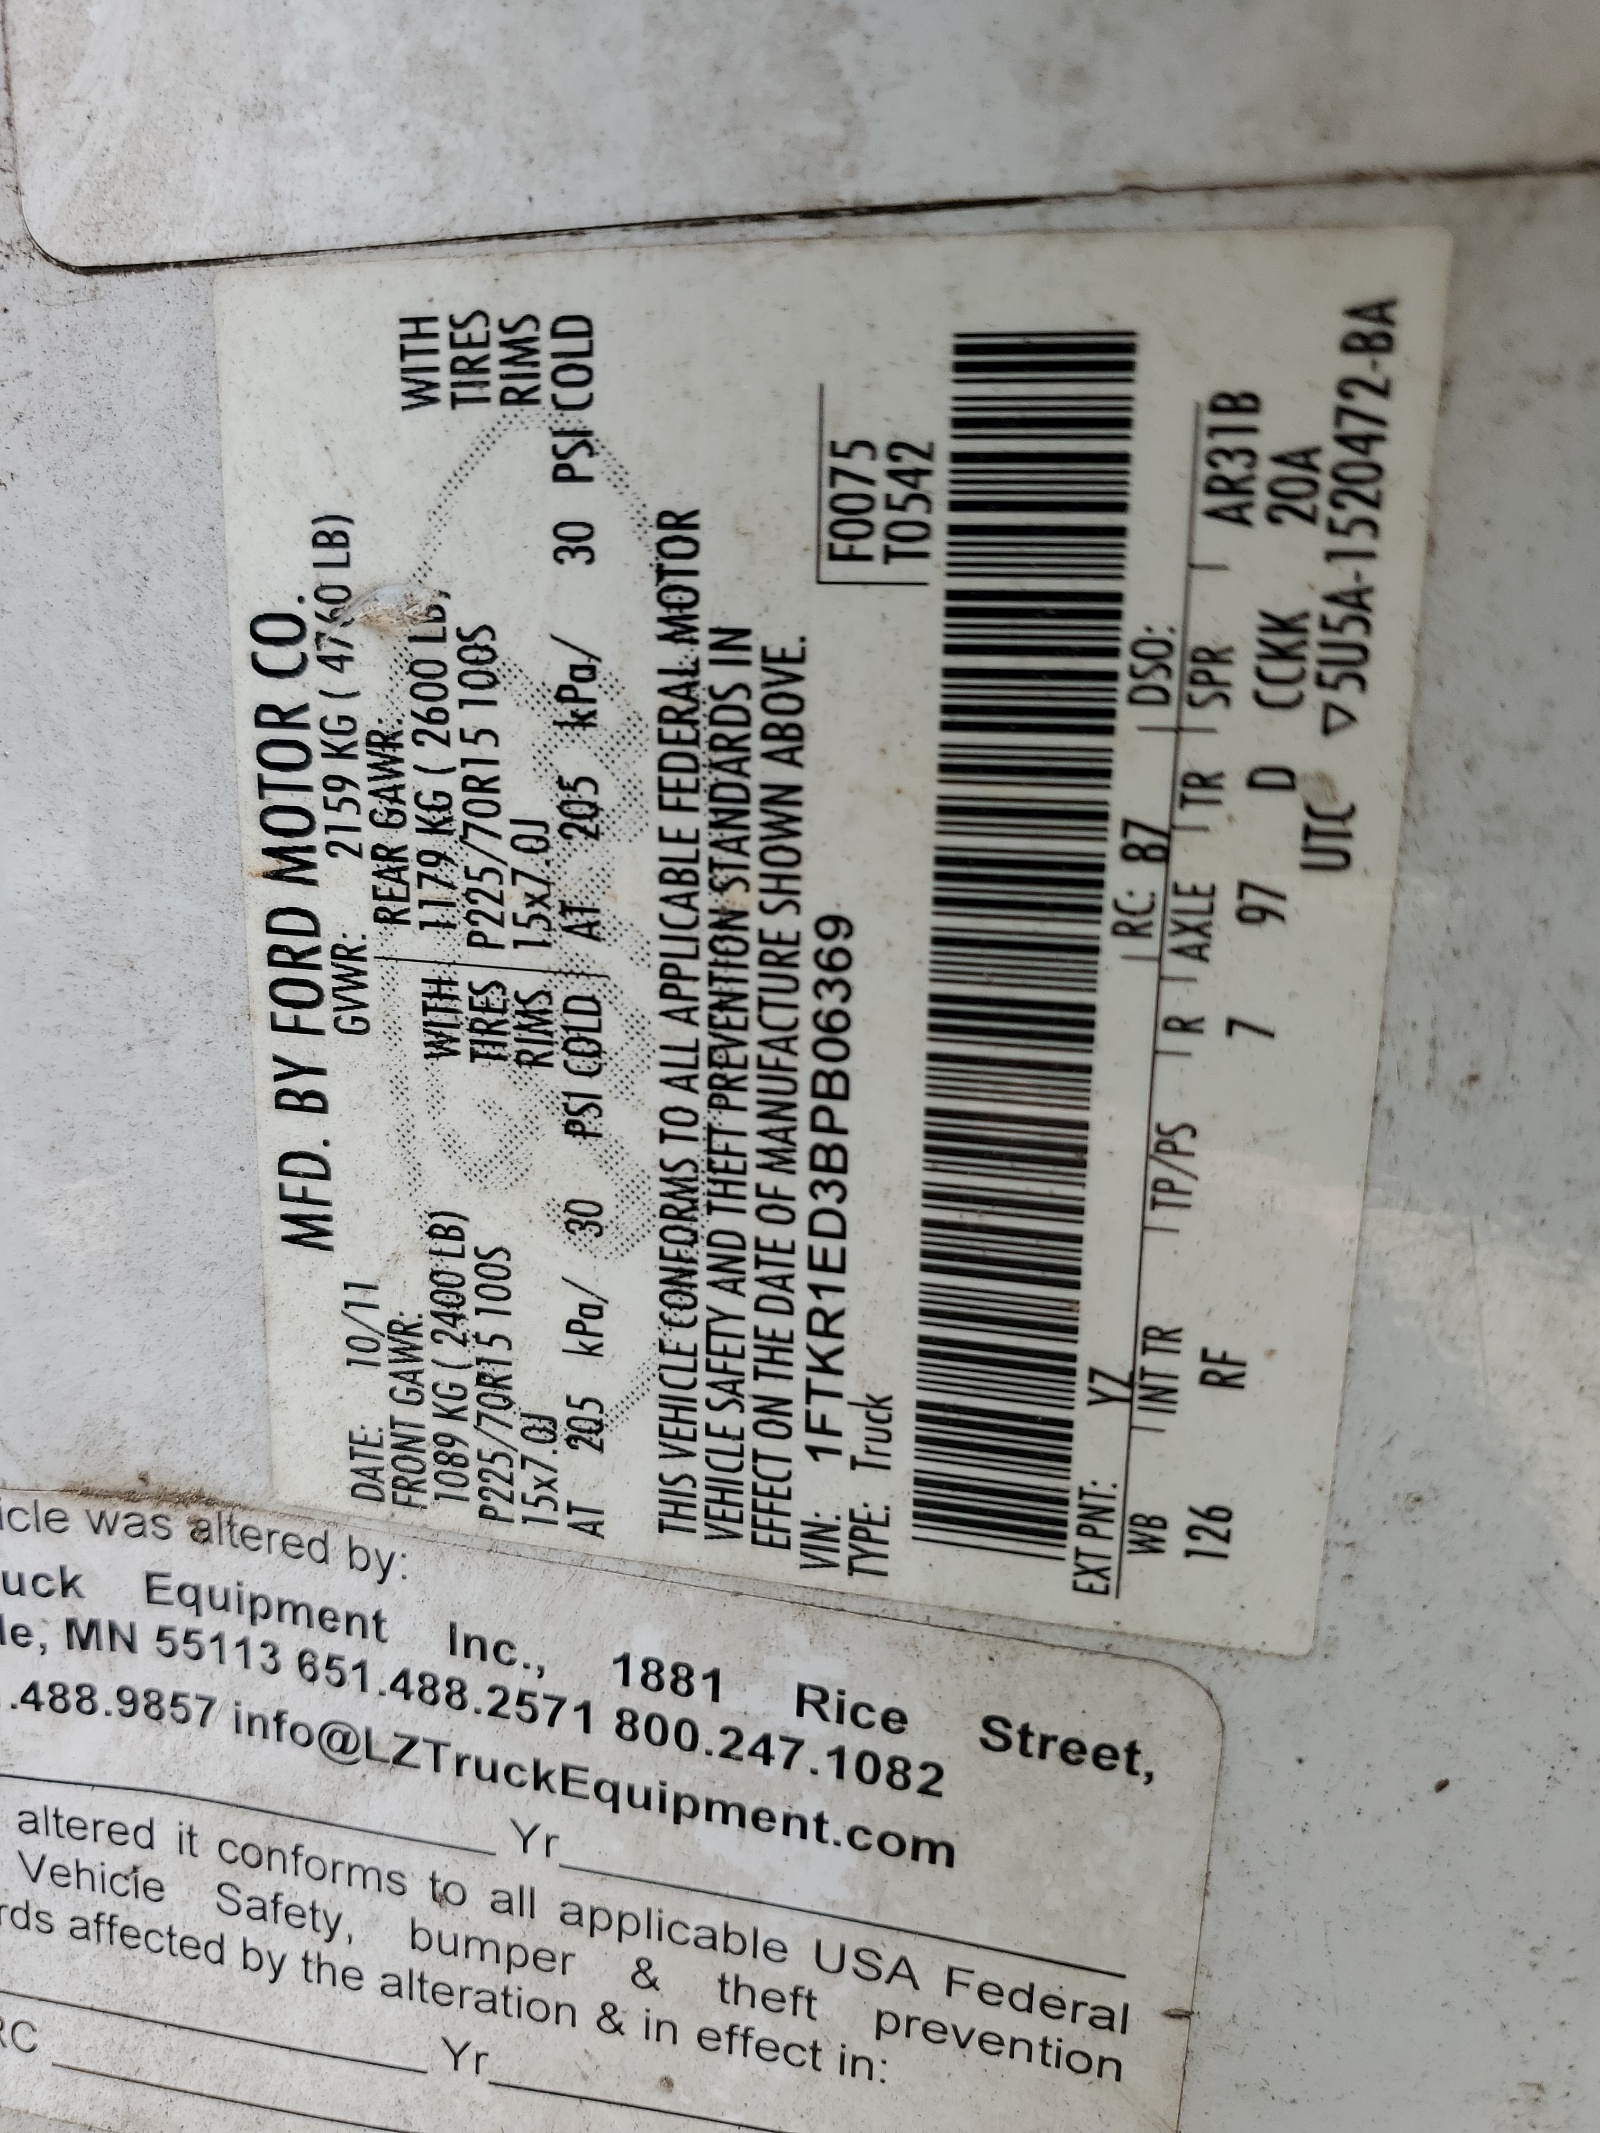 MFD. BY FORD MOTOR CO.
DATE: 10/11 GVWR: 2159 KG ( 4760 LB)
FRONT GAWR: REAR GAWR:
1089 KG ( 2400 LB) WITH 1179 KG ( 2600 LB) WITH
P225/70R15 100S TIRES P225/70R15 100S TIRES
15x7.0J RIMS 15x7.0J RIMS
AT 205 kPa/ 30 PSI COLD AT 205 kPa/ 30 PSI COLD
THIS VEHICLE CONFORMS TO ALL APPLICABLE FEDERAL MOTOR
VEHICLE SAFETY AND THEFT PREVENTION STANDARDS IN
EFFECT ON THE DATE OF MANUFACTURE SHOWN ABOVE.
VIN: 1FTKR1ED3BPB06369 F0075
TYPE: Truck T0542
EXT PNT: YZ RC: 87 DSO:
WB INT TR TP/PS R AXLE TR SPR AR31B
126 RF 7 97 D CCKK 20A
UTC ▽5U5A-1520472-BA
was altered by:
Equipment Inc., 1881 Rice Street,
MN 55113 651.488.2571 800.247.1082
.488.9857 info@LZTruckEquipment.com
Yr
altered it conforms to all applicable USA Federal
Vehicle Safety, bumper & theft prevention
affected by the alteration & in effect in:
Yr